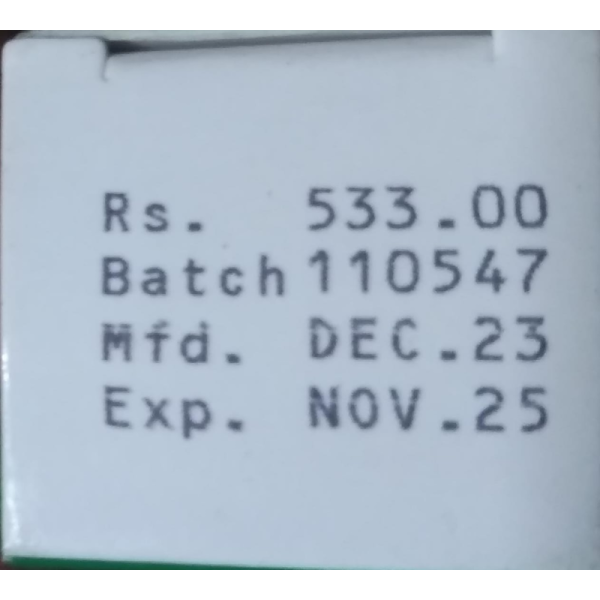 Rs. 533.00
Batch 110547
Mfd. DEC.23
Exp. NOV.25